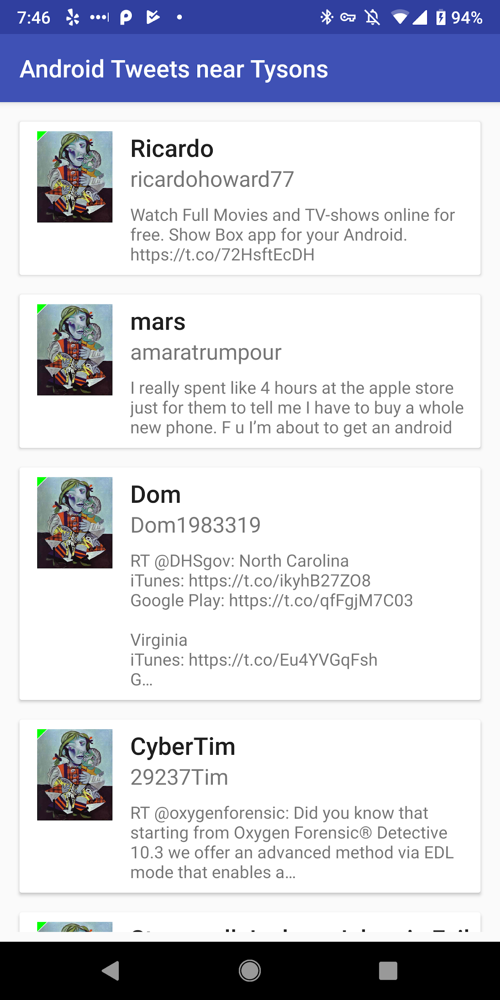 7:46
94%
Android Tweets near Tysons
Ricardo
ricardohoward77
Watch Full Movies and TV-shows online for
free. Show Box app for your Android.
https://t.co/72HsftEcDH
mars
amaratrumpour
I really spent like 4 hours at the apple store
just for them to tell me I have to buy a whole
new phone. F u I’m about to get an android
Dom
Dom1983319
RT @DHSgov: North Carolina
iTunes: https://t.co/ikyhB27ZO8
Google Play: https://t.co/qfFgjM7C03
Virginia
iTunes: https://t.co/Eu4YVGqFsh
G…
CyberTim
29237Tim
RT @oxygenforensic: Did you know that
starting from Oxygen Forensic® Detective
10.3 we offer an advanced method via EDL
mode that enables a…